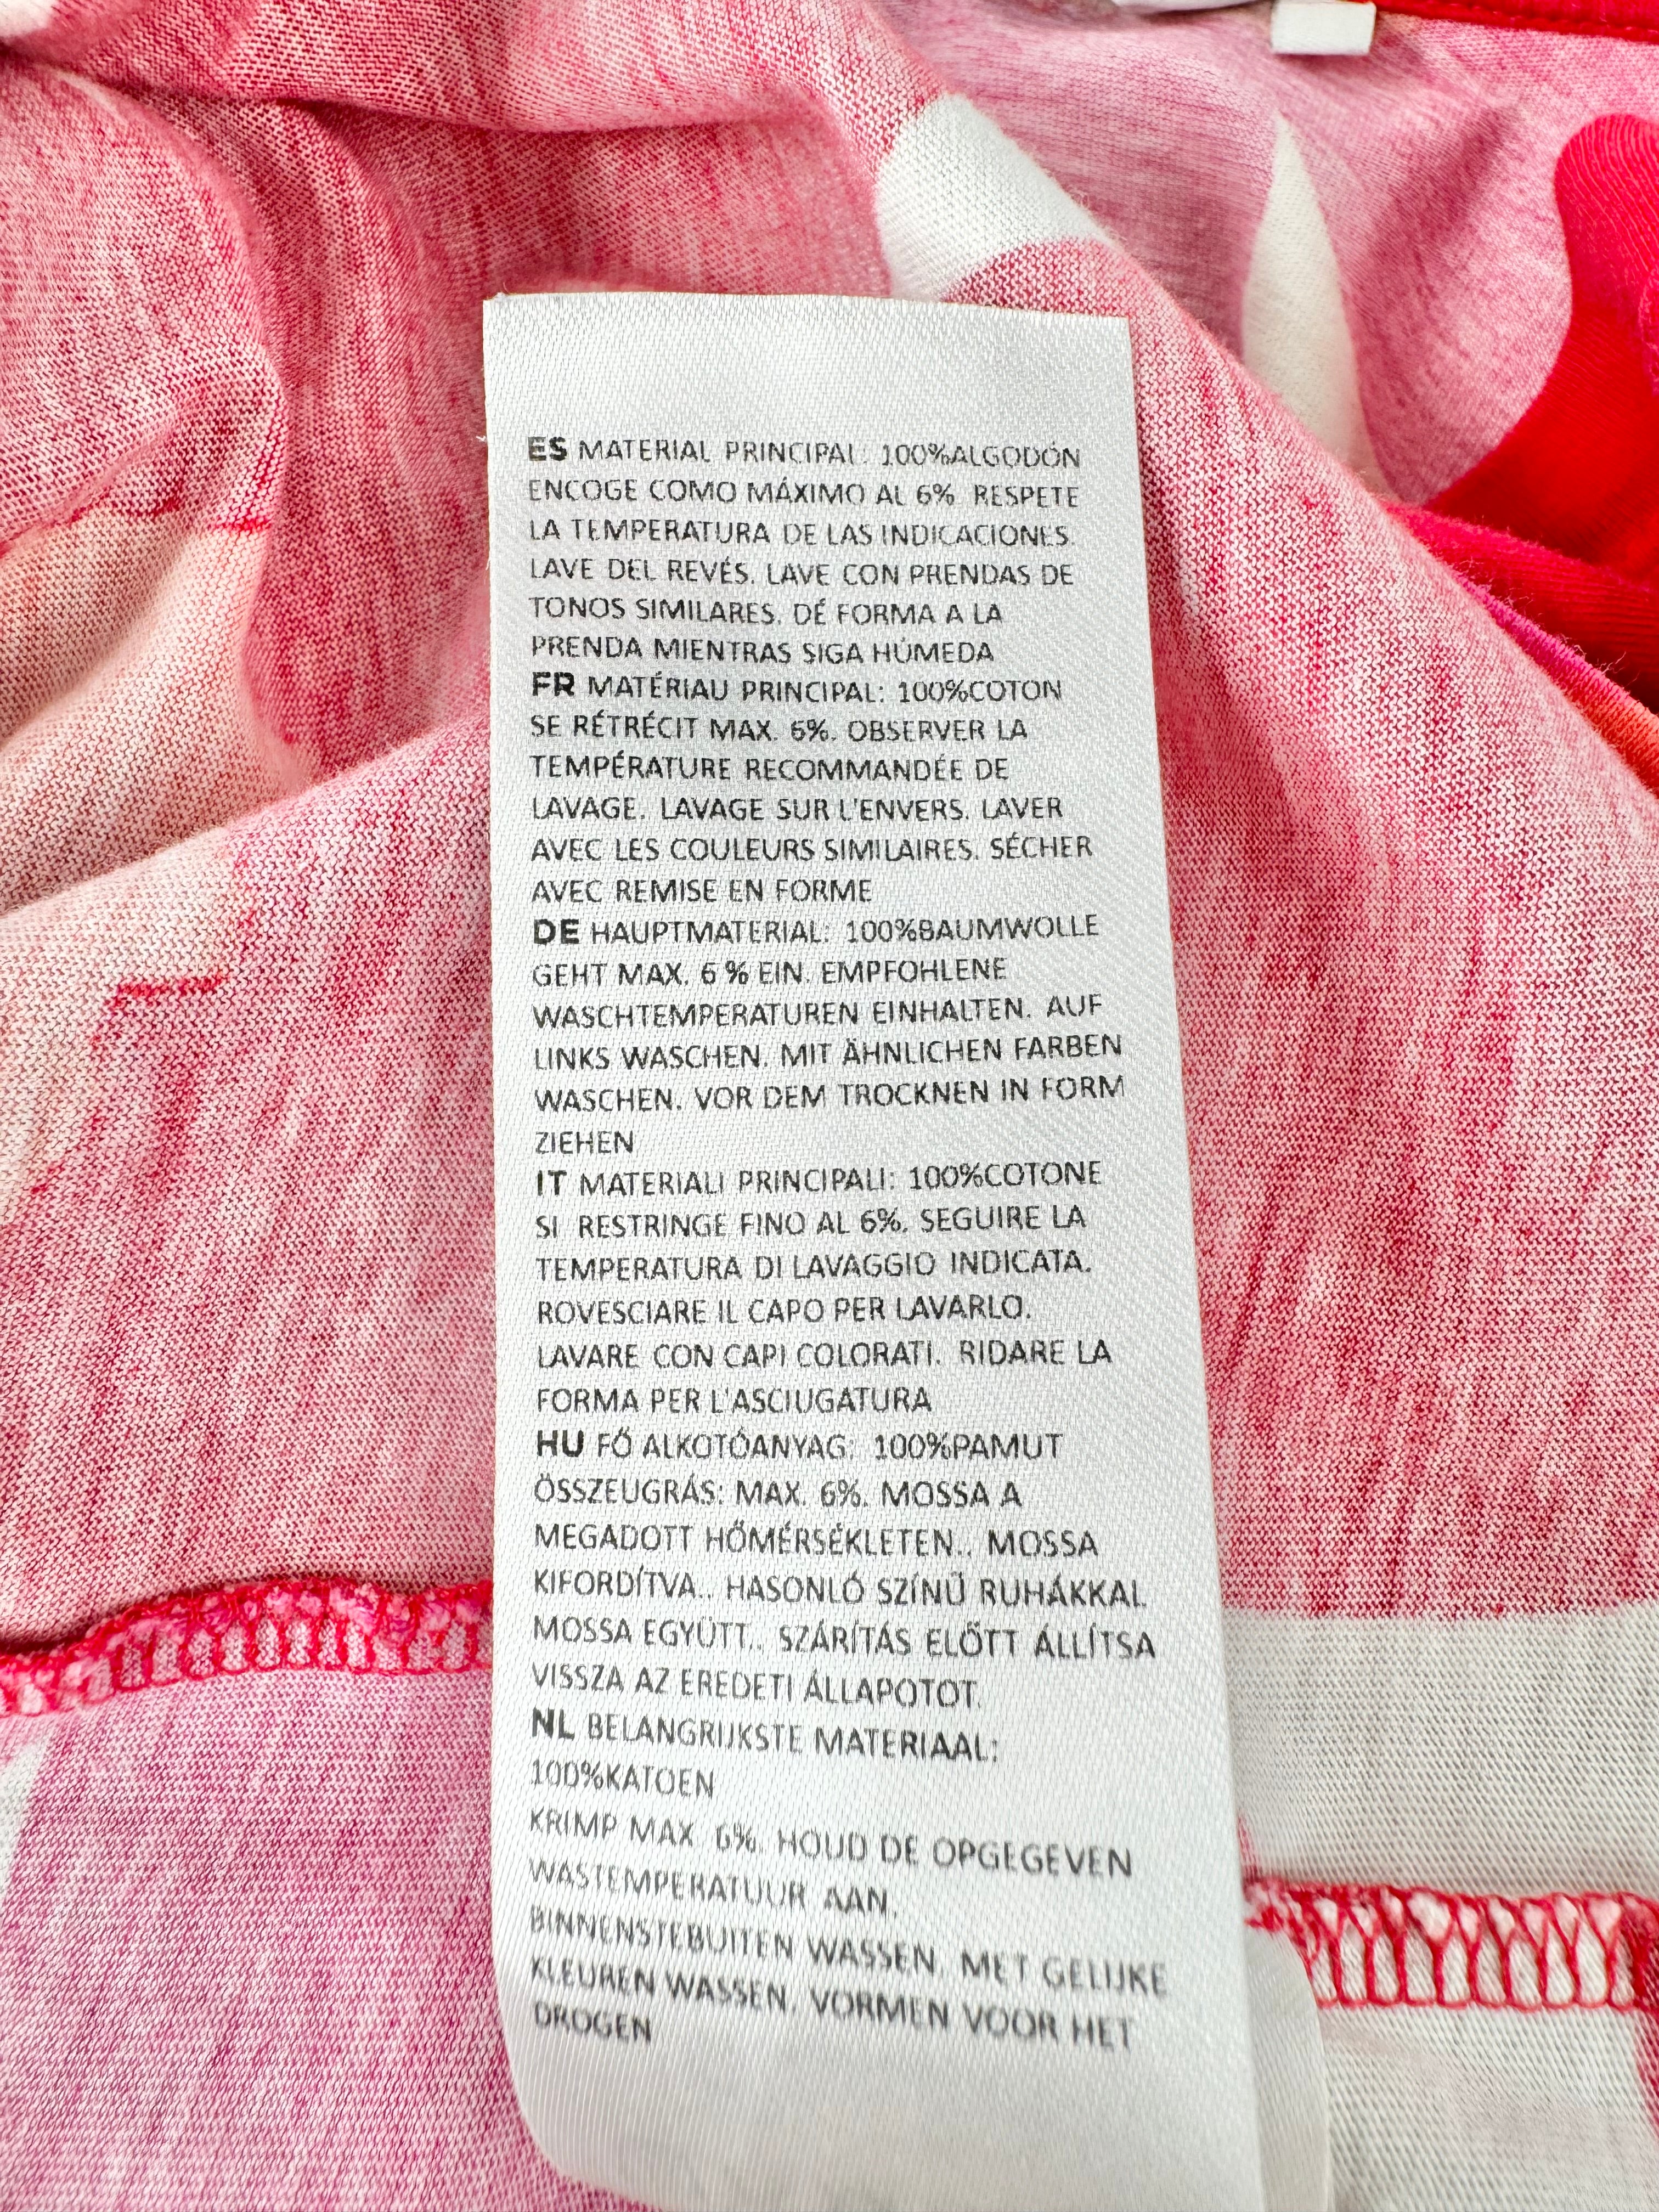 ES MATERIAL PRINCIPAL: 100%ALGODÓN
ENCOGE COMO MÁXIMO AL 6%. RESPETE
LA TEMPERATURA DE LAS INDICACIONES.
LAVE DEL REVÉS. LAVE CON PRENDAS DE
TONOS SIMILARES. DÉ FORMA A LA
PRENDA MIENTRAS SIGA HÚMEDA
FR MATÉRIAU PRINCIPAL: 100%COTON
SE RÉTRÉCIT MAX. 6%. OBSERVER LA
TEMPÉRATURE RECOMMANDÉE DE
LAVAGE. LAVAGE SUR L'ENVERS. LAVER
AVEC LES COULEURS SIMILAIRES. SÉCHER
AVEC REMISE EN FORME
DE HAUPTMATERIAL: 100%BAUMWOLLE
GEHT MAX. 6 % EIN. EMPFOHLENE
WASCHTEMPERATUREN EINHALTEN. AUF
LINKS WASCHEN. MIT ÄHNLICHEN FARBEN
WASCHEN. VOR DEM TROCKNEN IN FORM
ZIEHEN
IT MATERIALI PRINCIPALI: 100%COTONE
SI RESTRINGE FINO AL 6%. SEGUIRE LA
TEMPERATURA DI LAVAGGIO INDICATA.
ROVESCIARE IL CAPO PER LAVARLO.
LAVARE CON CAPI COLORATI. RIDARE LA
FORMA PER L'ASCIUGATURA
HU FŐ ALKOTÓANYAG: 100%PAMUT
ÖSSZEUGRÁS: MAX. 6%. MOSSA A
MEGADOTT HŐMÉRSÉKLETEN.. MOSSA
KIFORDÍTVA.. HASONLÓ SZÍNŰ RUHÁKKAL
MOSSA EGYÜTT.. SZÁRÍTÁS ELŐTT ÁLLÍTSA
VISSZA AZ EREDETI ÁLLAPOTOT.
NL BELANGRIJKSTE MATERIAAL:
100%KATOEN
KRIMP MAX. 6%. HOUD DE OPGEGEVEN
WASTEMPERATUUR AAN.
BINNENSTEBUITEN WASSEN. MET GELIJKE
KLEUREN WASSEN. VORMEN VOOR HET
DROGEN